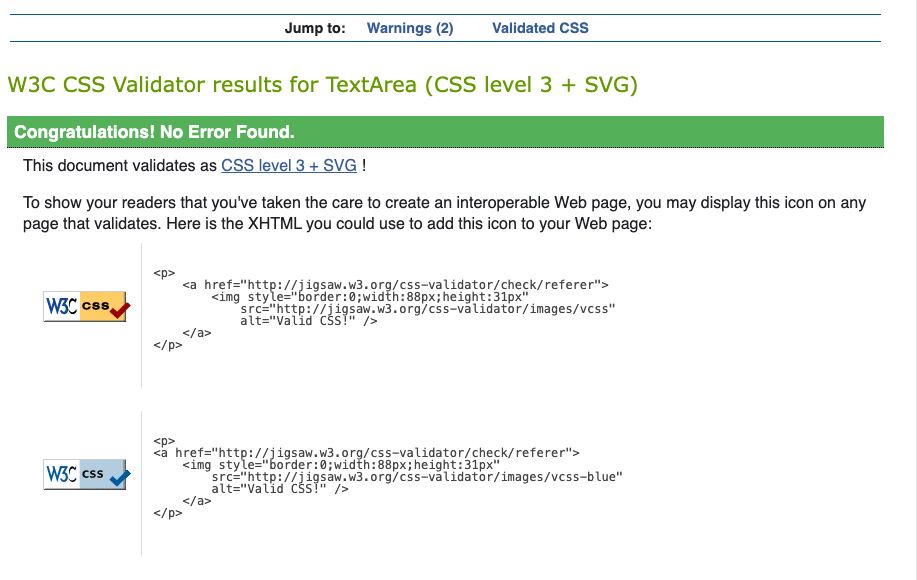 Jump to: Warnings (2) Validated CSS
W3C CSS Validator results for TextArea (CSS level 3 + SVG)
Congratulations! No Error Found.
This document validates as CSS level 3 + SVG !
To show your readers that you've taken the care to create an interoperable Web page, you may display this icon on any
page that validates. Here is the XHTML you could use to add this icon to your Web page:
W3C css
<p>
    <a href="http://jigsaw.w3.org/css-validator/check/referer">
        <img style="border:0;width:88px;height:31px"
            src="http://jigsaw.w3.org/css-validator/images/vcss"
            alt="Valid CSS!" />
    </a>
</p>
W3C css
<p>
<a href="http://jigsaw.w3.org/css-validator/check/referer">
    <img style="border:0;width:88px;height:31px"
        src="http://jigsaw.w3.org/css-validator/images/vcss-blue"
        alt="Valid CSS!" />
    </a>
</p>